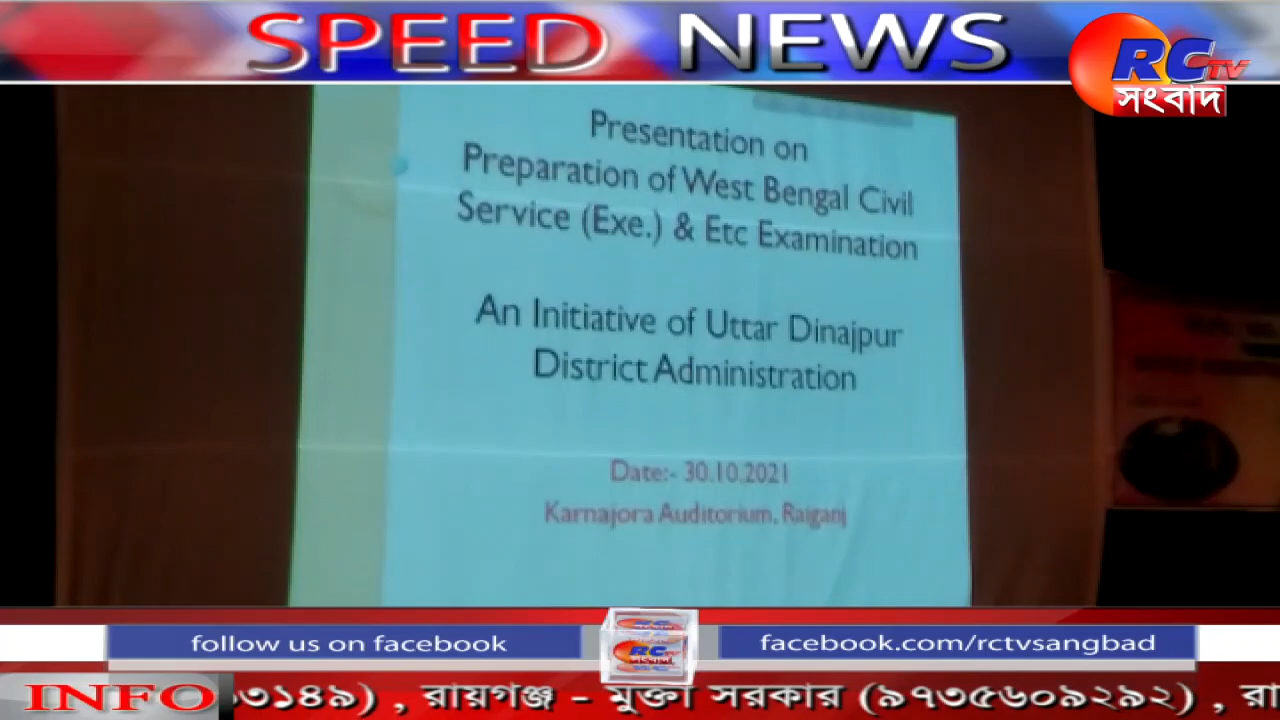 SPEED NEWS
RCTV
সংবাদ
Presentation on
Preparation of West Bengal Civil
Service (Exe.) & Etc Examination
An Initiative of Uttar Dinajpur
District Administration
Date:- 30.10.2021
Karnajora Auditorium, Raiganj
follow us on facebook
RCTV
সংবাদ
facebook.com/rctvsangbad
INFO
৩১৪৯) , রায়গঞ্জ – মুক্তা সরকার (৯৭৩৫৬০৯২৯২) , রা